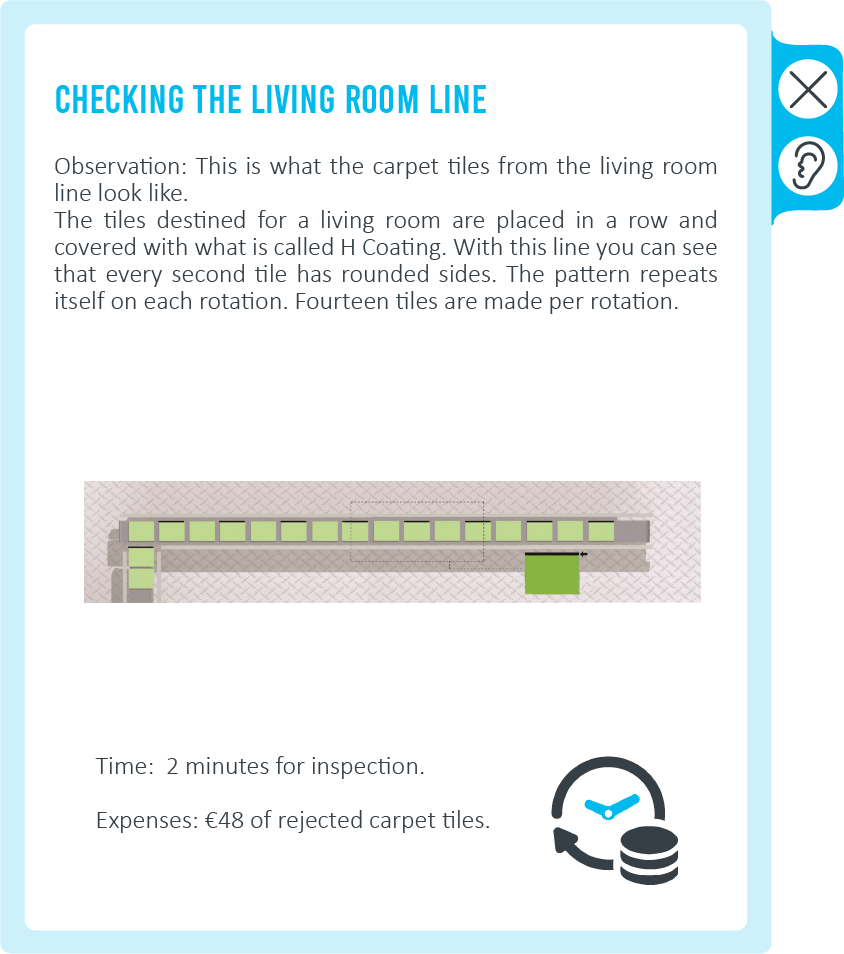 CHECKING THE LIVING ROOM LINE
Observation: This is what the carpet tiles from the living room
line look like.
The tiles destined for a living room are placed in a row and
covered with what is called H Coating. With this line you can see
that every second tile has rounded sides. The pattern repeats
itself on each rotation. Fourteen tiles are made per rotation.
Time: 2 minutes for inspection.
Expenses: €48 of rejected carpet tiles.